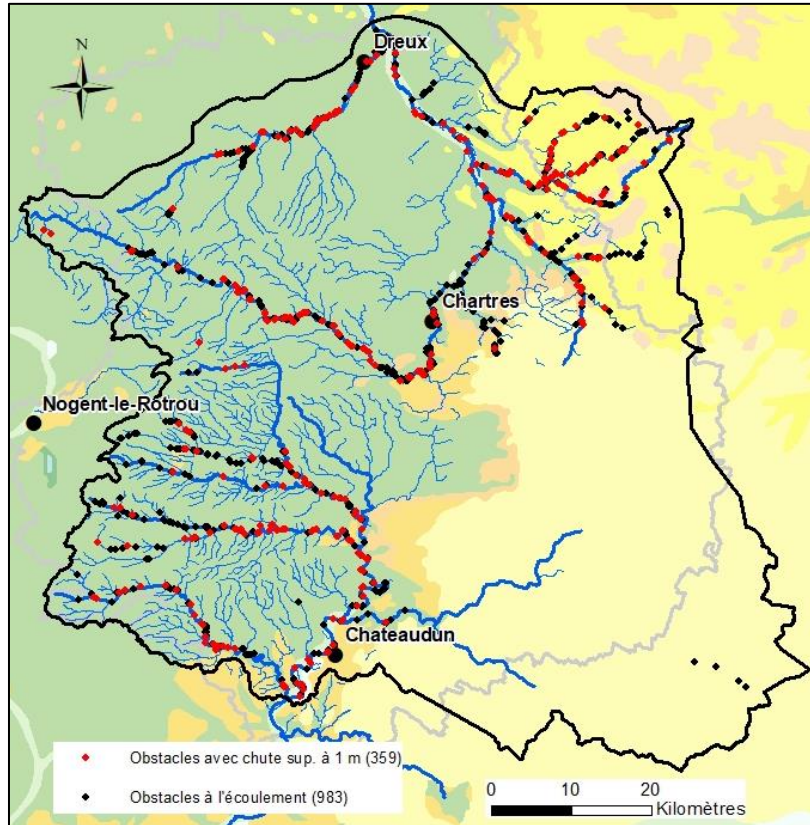 N
Dreux
Chartres
Nogent-le-Rotrou
Chateaudun
Obstacles avec chute sup. à 1 m (359)
Obstacles à l'écoulement (983)
0 10 20
Kilomètres